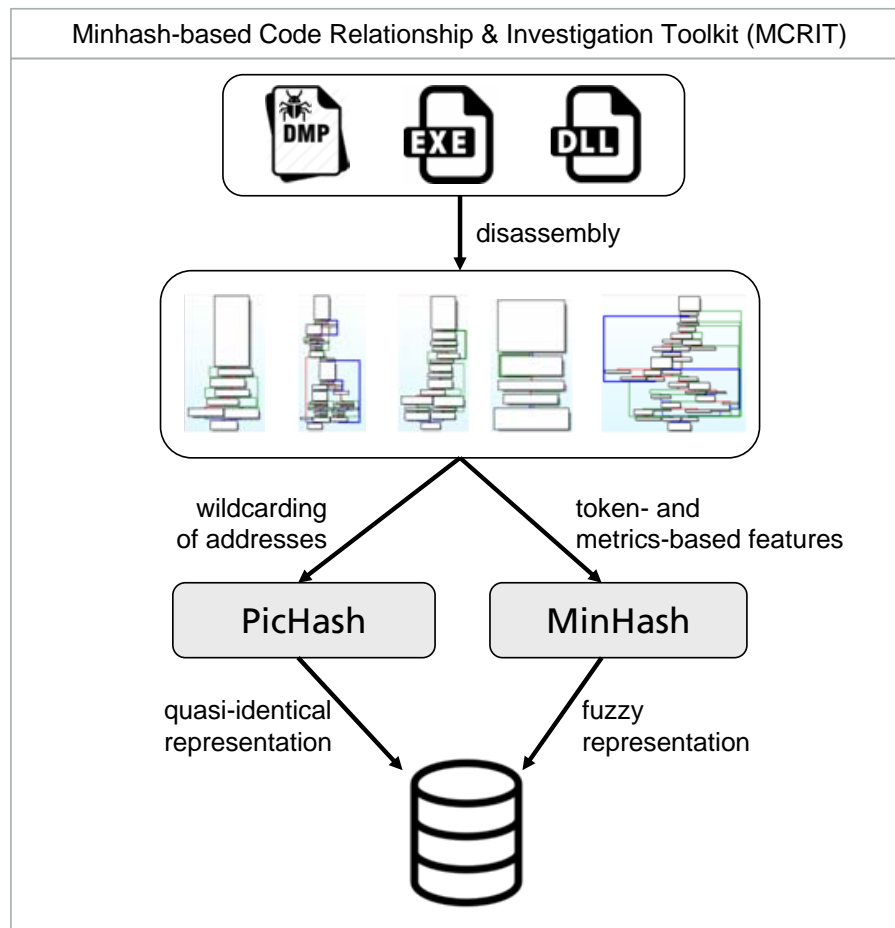 Minhash-based Code Relationship & Investigation Toolkit (MCRIT)
DMP
EXE
DLL
disassembly
wildcarding
of addresses
token- and
metrics-based features
PicHash
MinHash
quasi-identical
representation
fuzzy
representation